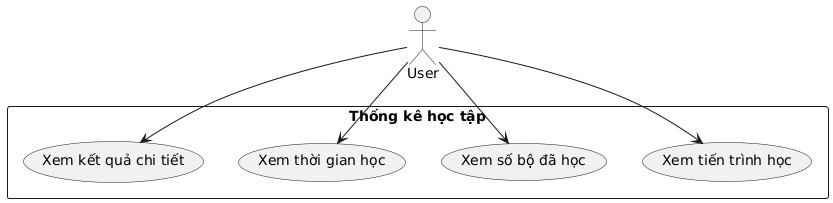 User
Thống kê học tập
Xem kết quả chi tiết
Xem thời gian học
Xem số bộ đã học
Xem tiến trình học